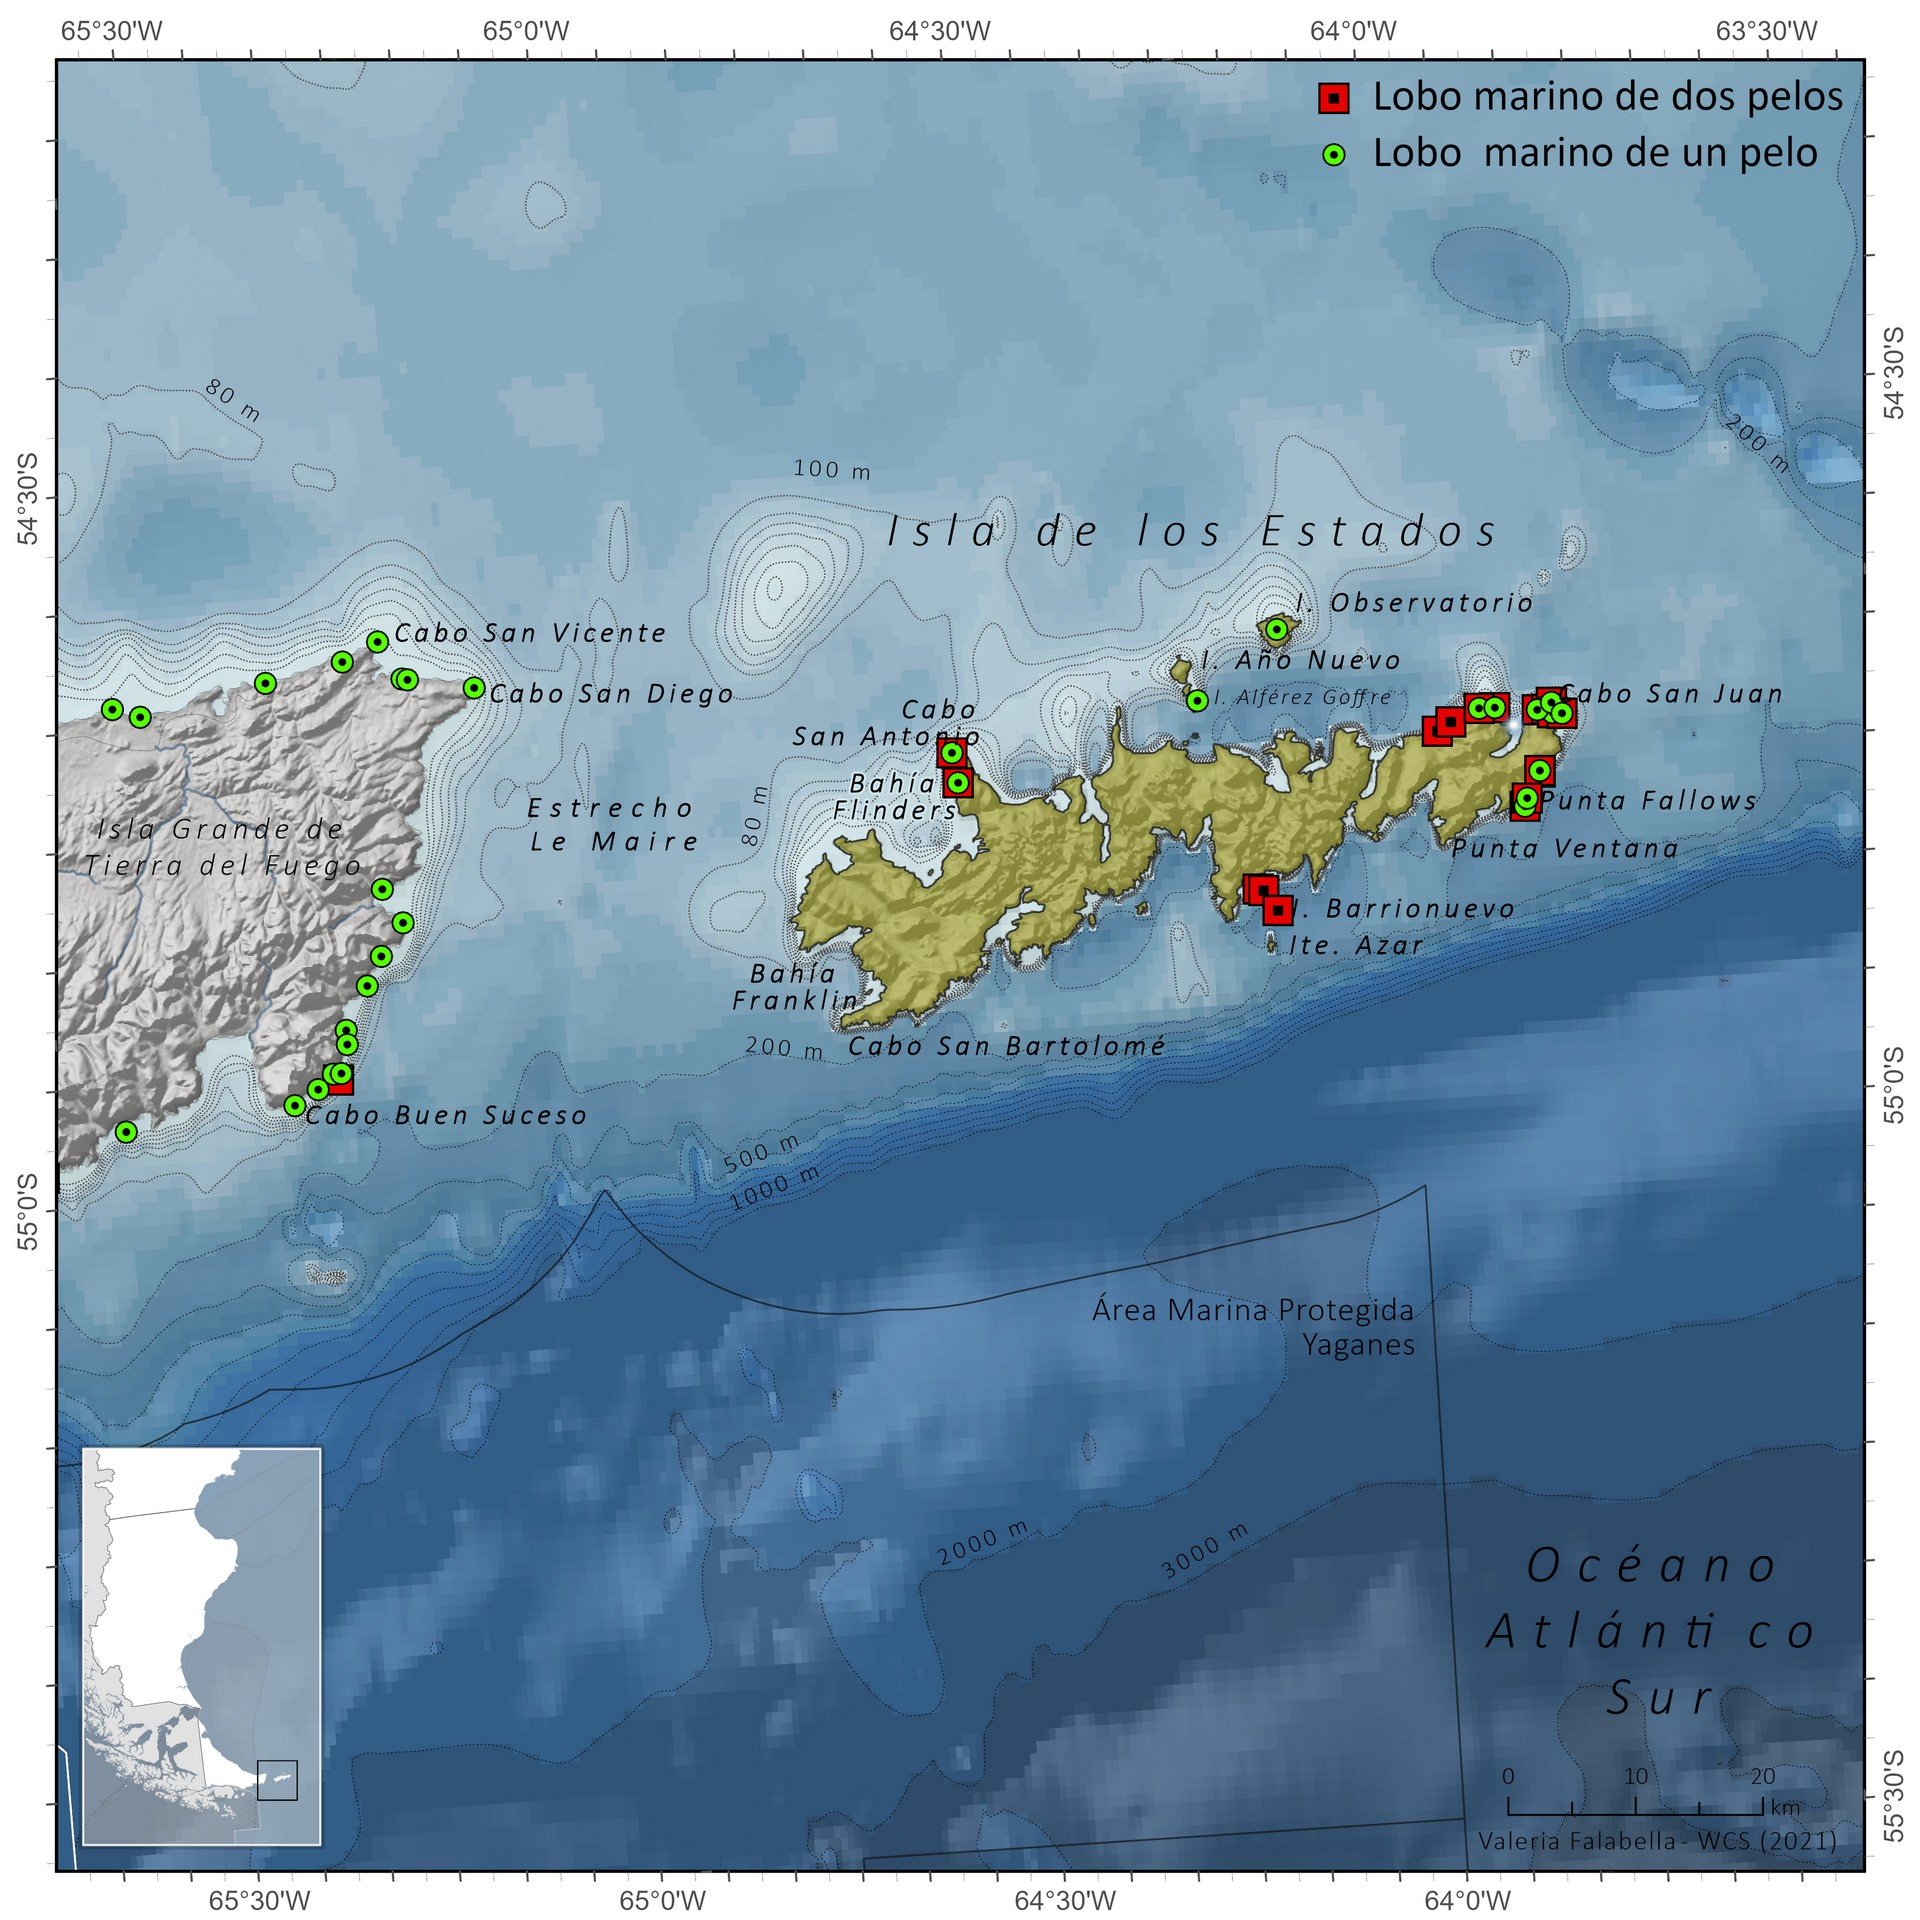 65°30'W 65°0'W 64°30'W 64°0'W 63°30'W
Lobo marino de dos pelos
Lobo marino de un pelo
54°30'S
80 m
200 m
100 m
54°30'S
Isla de los Estados
I. Observatorio
Cabo San Vicente
I. Año Nuevo
Cabo San Diego
I. Alférez Goffre
Cabo San Juan
Cabo
San Antonio
Bahía
Flinders
80 m
Estrecho
Le Maire
Punta Fallows
Isla Grande de
Tierra del Fuego
Punta Ventana
I. Barrionuevo
Ite. Azar
Bahía
Franklin
200 m
Cabo San Bartolomé
55°0'S
Cabo Buen Suceso
500 m
1000 m
55°0'S
Área Marina Protegida
Yaganes
2000 m
3000 m
Océano
Atlántico
Sur
0 10 20
km
Valeria Falabella - WCS (2021)
55°30'S
65°30'W 65°0'W 64°30'W 64°0'W